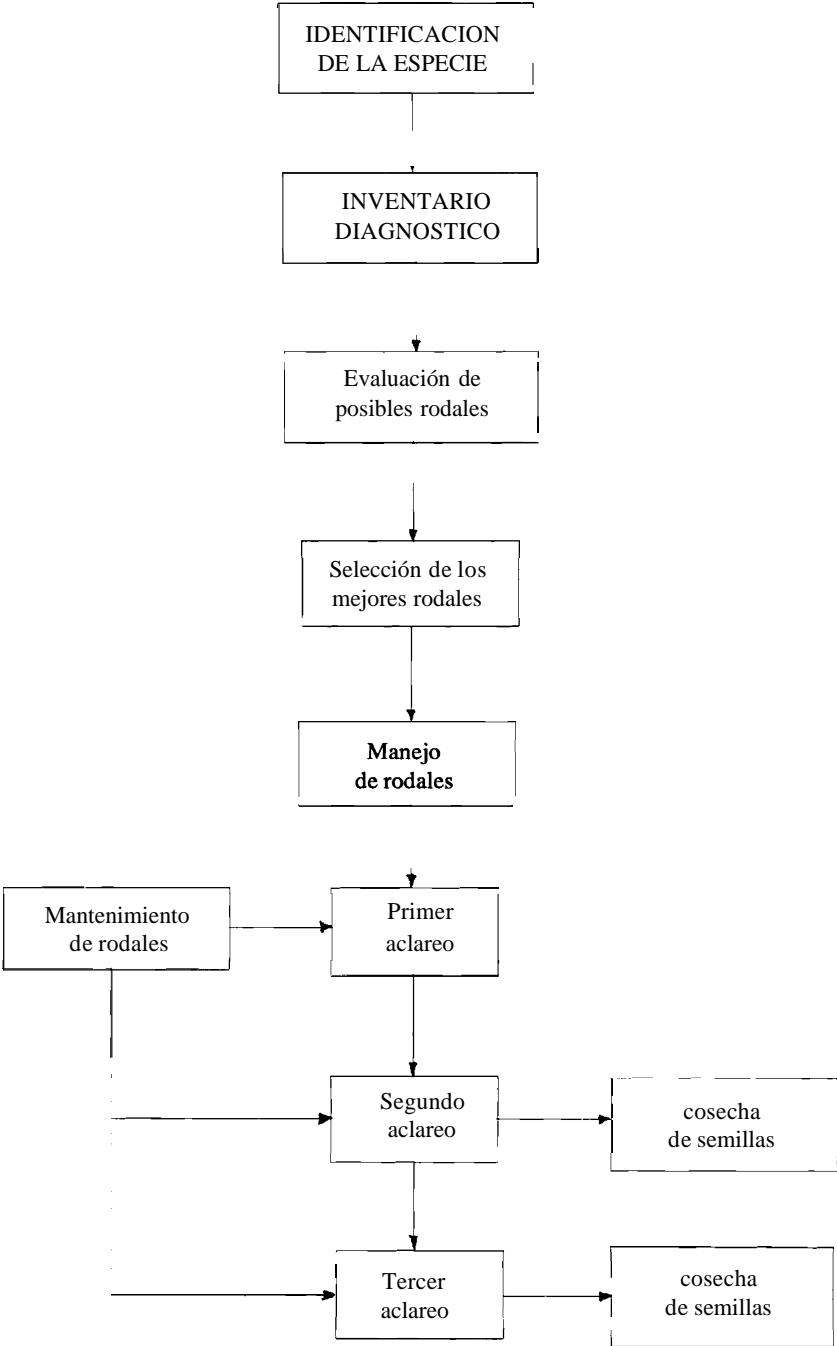 IDENTIFICACION
DE LA ESPECIE
INVENTARIO
DIAGNOSTICO
Evaluación de
posibles rodales
Selección de los
mejores rodales
Manejo
de rodales
Mantenimiento
de rodales
Primer
aclareo
Segundo
aclareo
cosecha
de semillas
Tercer
aclareo
cosecha
de semillas